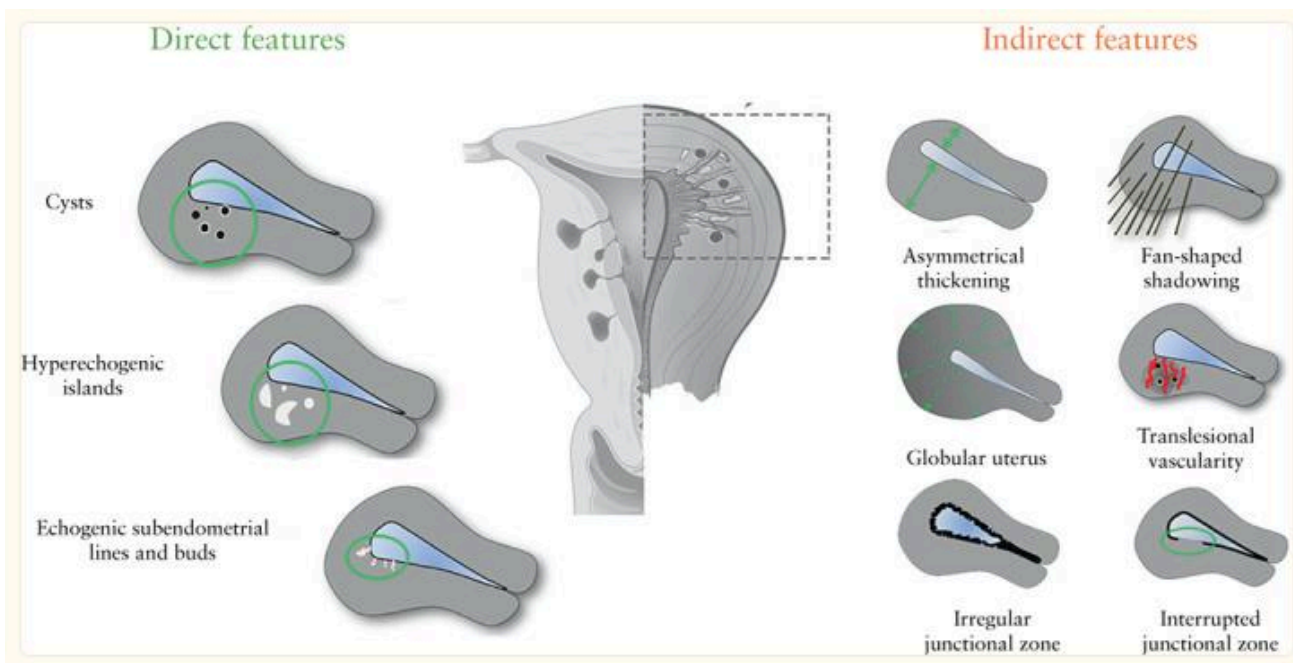 Direct features
Indirect features
Cysts
Hyperechogenic
islands
Echogenic subendometrial
lines and buds
Asymmetrical
thickening
Fan-shaped
shadowing
Globular uterus
Translesional
vascularity
Irregular
junctional zone
Interrupted
junctional zone